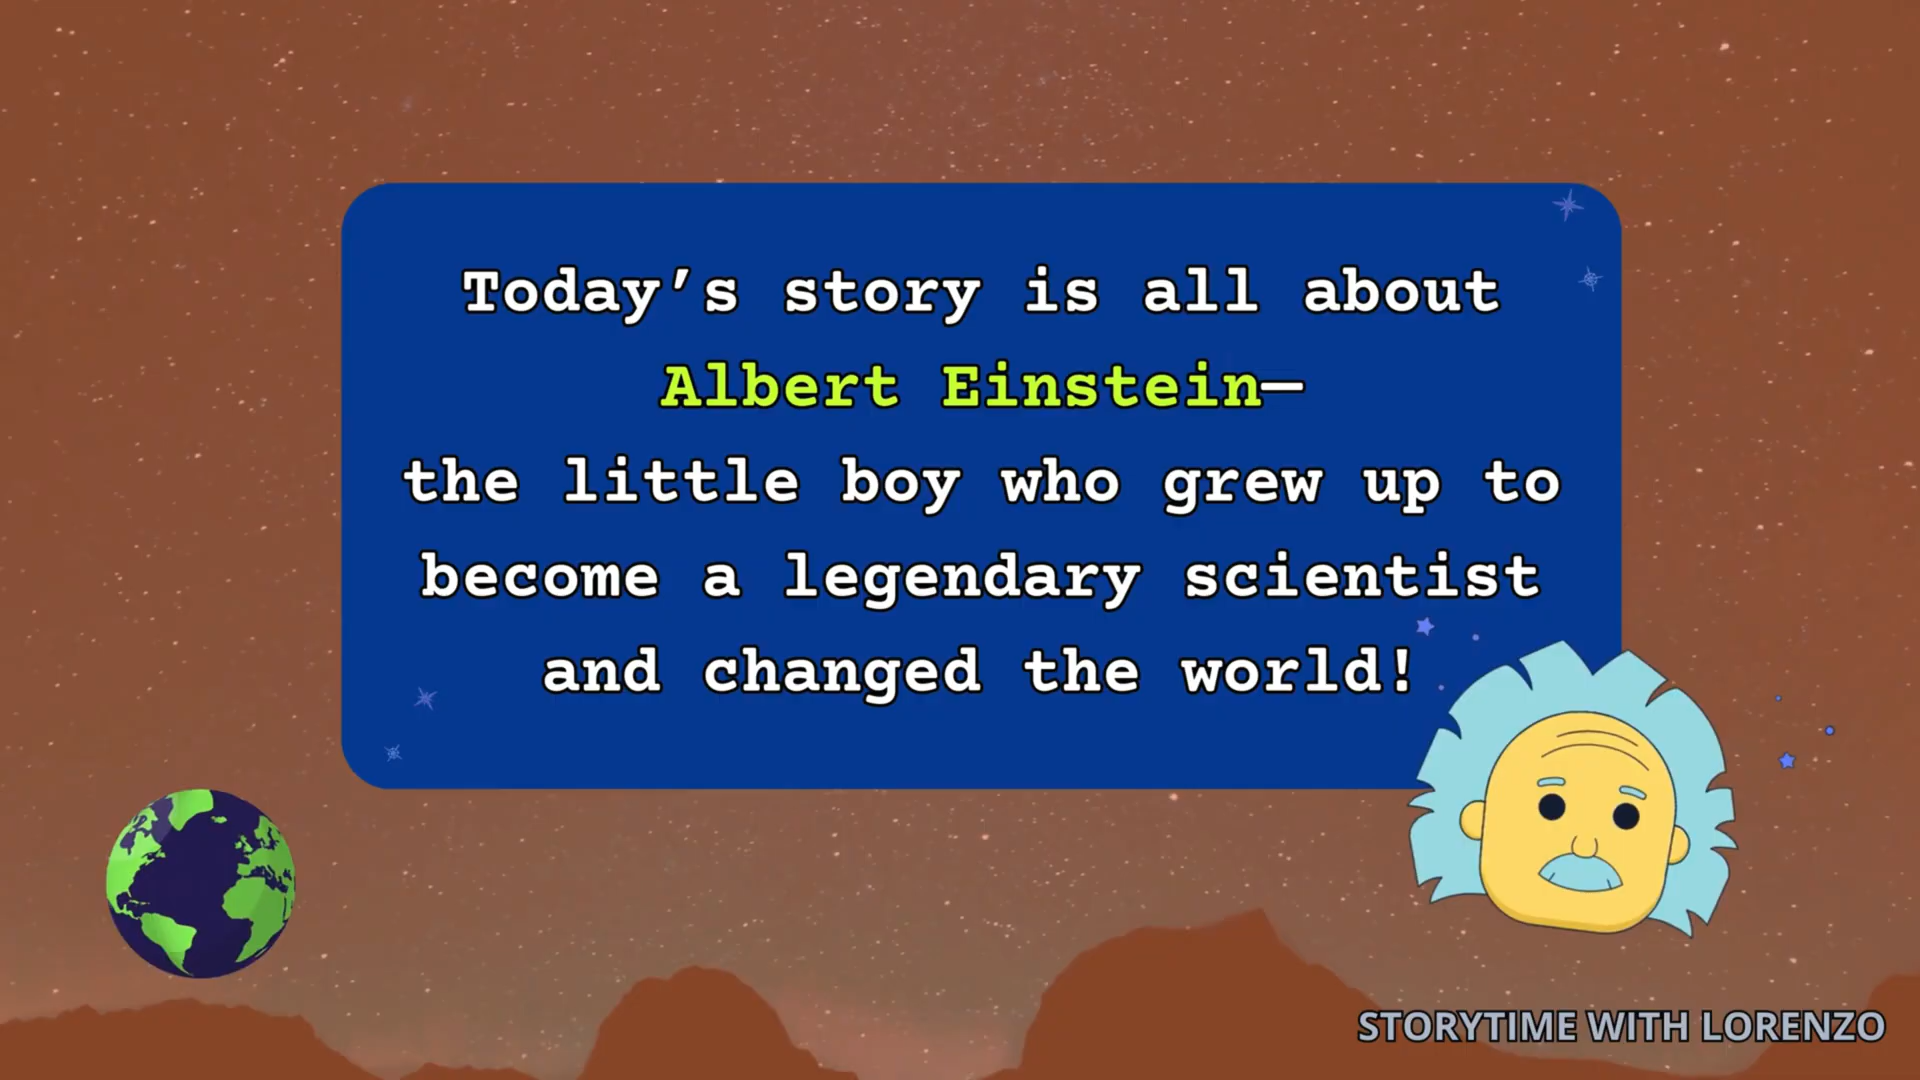 Today’s story is all about
Albert Einstein—
the little boy who grew up to
become a legendary scientist
and changed the world!
STORYTIME WITH LORENZO